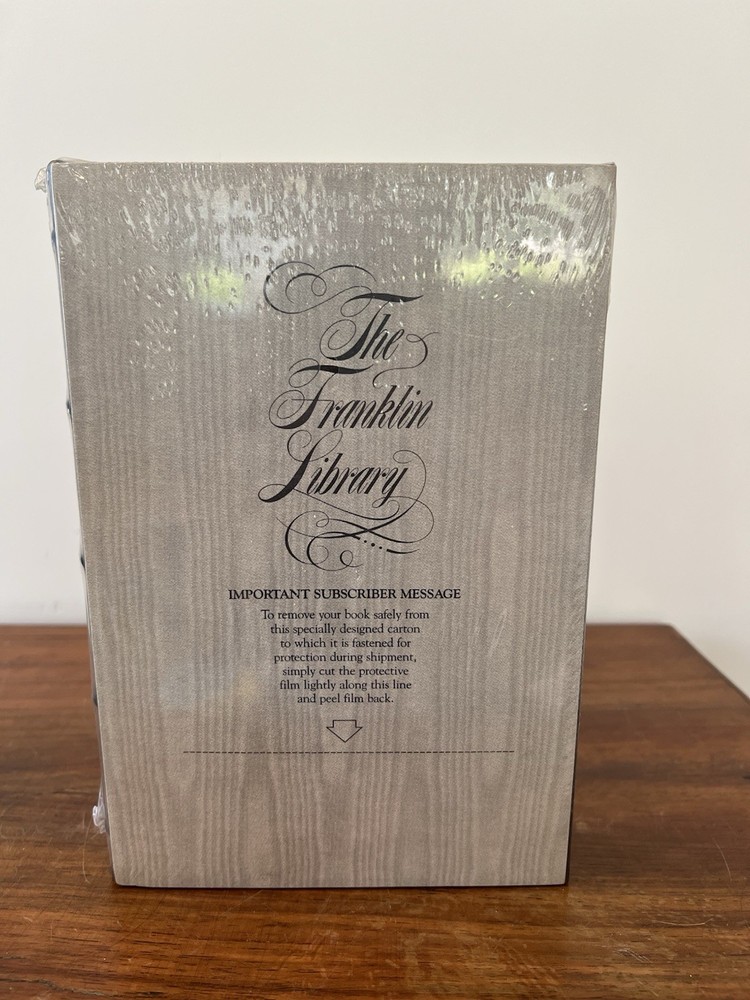 The
Franklin
Library
IMPORTANT SUBSCRIBER MESSAGE
To remove your book safely from
this specially designed carton
to which it is fastened for
protection during shipment,
simply cut the protective
film lightly along this line
and peel film back.